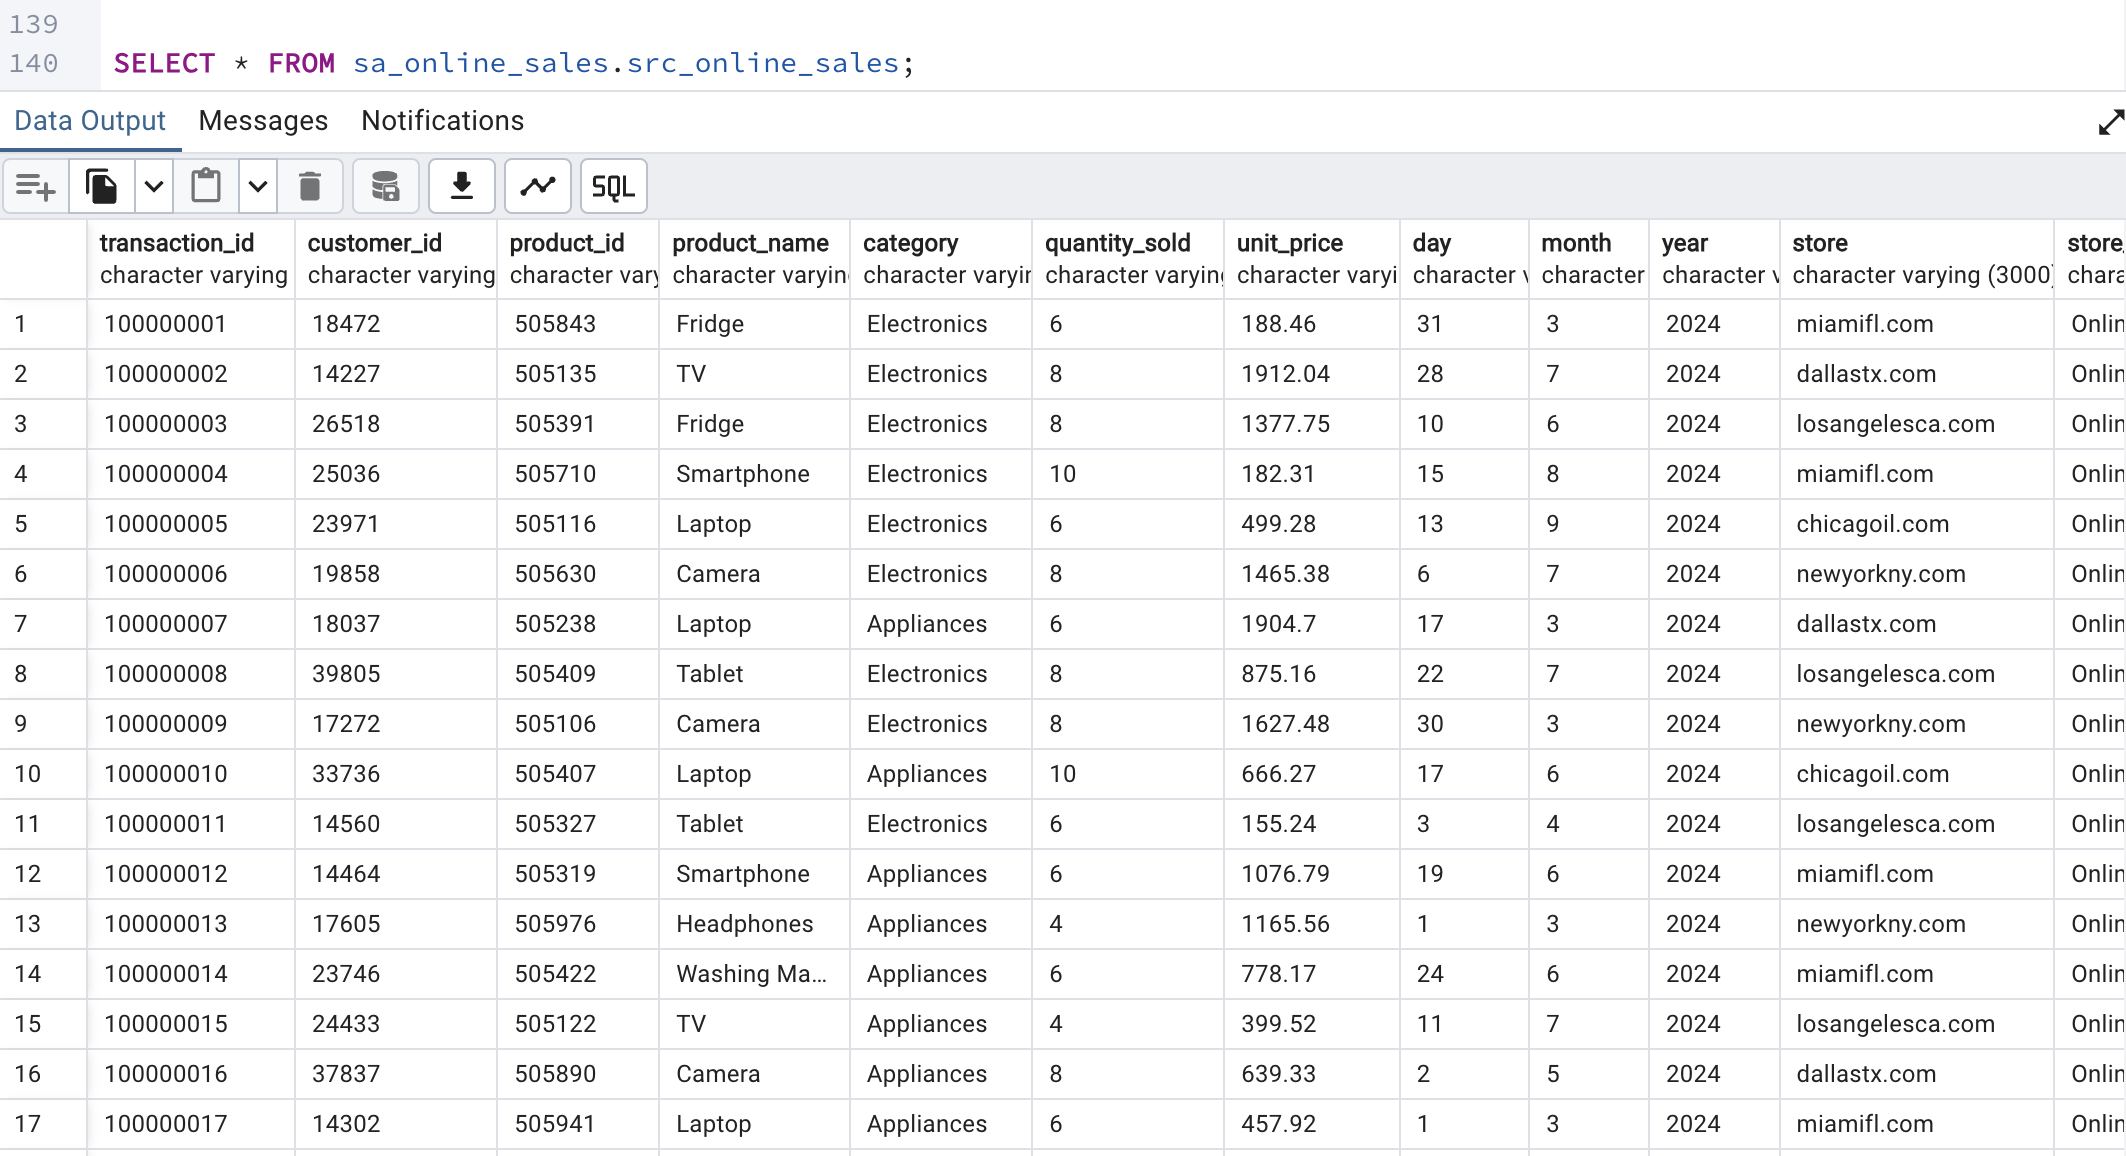 139
140 SELECT * FROM sa_online_sales.src_online_sales;
Data Output Messages Notifications
SQL
transaction_id customer_id product_id product_name category quantity_sold unit_price day month year store store
character varying character varying character vary character varyin character varyin character varying character varyi character v character character v character varying (3000) chara
1 100000001 18472 505843 Fridge Electronics 6 188.46 31 3 2024 miamifl.com Onlin
2 100000002 14227 505135 TV Electronics 8 1912.04 28 7 2024 dallastx.com Onlin
3 100000003 26518 505391 Fridge Electronics 8 1377.75 10 6 2024 losangelesca.com Onlin
4 100000004 25036 505710 Smartphone Electronics 10 182.31 15 8 2024 miamifl.com Onlin
5 100000005 23971 505116 Laptop Electronics 6 499.28 13 9 2024 chicagoil.com Onlin
6 100000006 19858 505630 Camera Electronics 8 1465.38 6 7 2024 newyorkny.com Onlin
7 100000007 18037 505238 Laptop Appliances 6 1904.7 17 3 2024 dallastx.com Onlin
8 100000008 39805 505409 Tablet Electronics 8 875.16 22 7 2024 losangelesca.com Onlin
9 100000009 17272 505106 Camera Electronics 8 1627.48 30 3 2024 newyorkny.com Onlin
10 100000010 33736 505407 Laptop Appliances 10 666.27 17 6 2024 chicagoil.com Onlin
11 100000011 14560 505327 Tablet Electronics 6 155.24 3 4 2024 losangelesca.com Onlin
12 100000012 14464 505319 Smartphone Appliances 6 1076.79 19 6 2024 miamifl.com Onlin
13 100000013 17605 505976 Headphones Appliances 4 1165.56 1 3 2024 newyorkny.com Onlin
14 100000014 23746 505422 Washing Ma... Appliances 6 778.17 24 6 2024 miamifl.com Onlin
15 100000015 24433 505122 TV Appliances 4 399.52 11 7 2024 losangelesca.com Onlin
16 100000016 37837 505890 Camera Appliances 8 639.33 2 5 2024 dallastx.com Onlin
17 100000017 14302 505941 Laptop Appliances 6 457.92 1 3 2024 miamifl.com Onlin